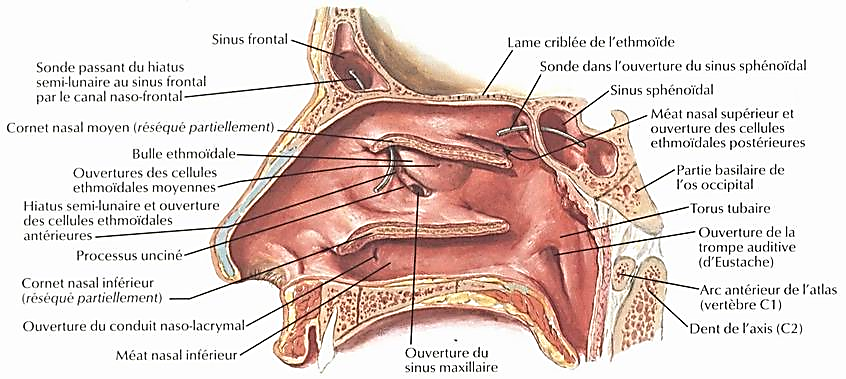 Sinus frontal
Sonde passant du hiatus
semi-lunaire au sinus frontal
par le canal naso-frontal
Cornet nasal moyen (réséqué partiellement)
Bulle ethmoïdale
Ouvertures des cellules
ethmoïdales moyennes
Hiatus semi-lunaire et ouverture
des cellules ethmoïdales
antérieures
Processus unciné
Cornet nasal inférieur
(réséqué partiellement)
Ouverture du conduit naso-lacrymal
Méat nasal inférieur
Ouverture du
sinus maxillaire
Lame criblée de l'ethmoïde
Sonde dans l'ouverture du sinus sphénoïdal
Sinus sphénoïdal
Méat nasal supérieur et
ouverture des cellules
ethmoïdales postérieures
Partie basilaire de
l'os occipital
Torus tubaire
Ouverture de la
trompe auditive
(d'Eustache)
Arc antérieur de l'atlas
(vertèbre C1)
Dent de l'axis (C2)